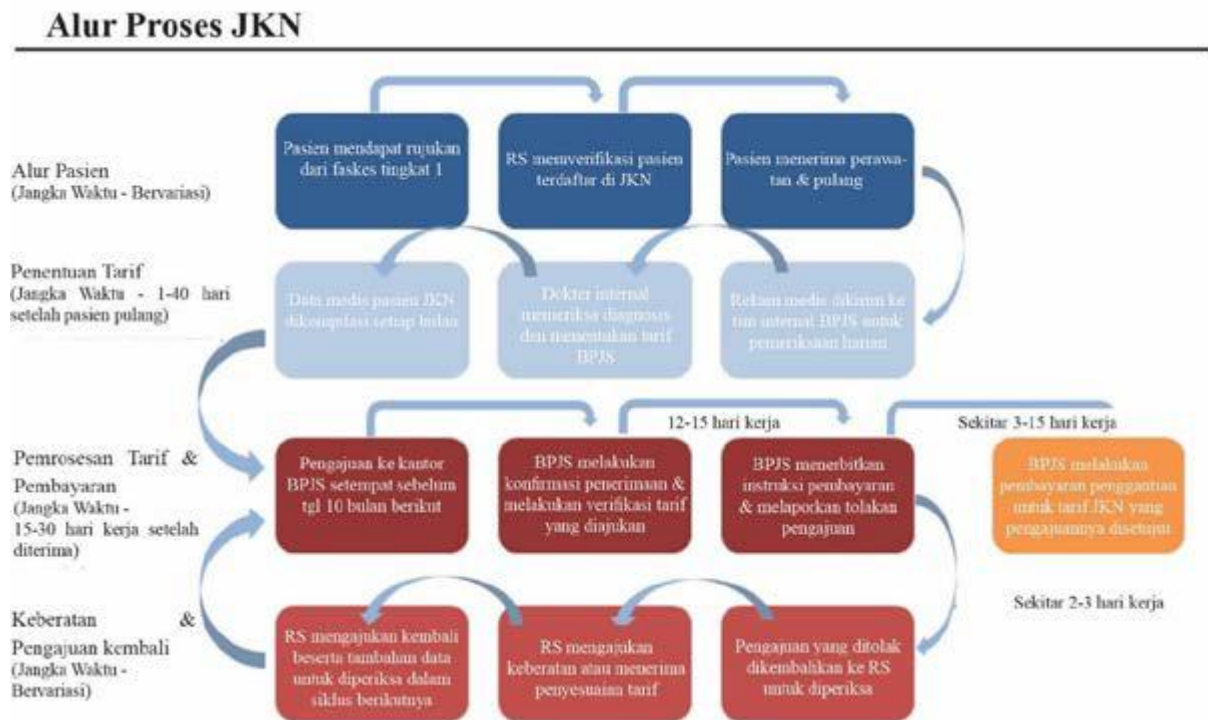 Alur Proses JKN
Alur Pasien
(Jangka Waktu - Bervariasi)
Pasien mendapat rujukan
dari faskes tingkat 1
RS memverifikasi pasien
terdaftar di JKN
Pasien menerima perawa-
tan & pulang
Penentuan Tarif
(Jangka Waktu - 1-40 hari
setelah pasien pulang)
Data medis pasien JKN
dikompilasi setiap bulan
Dokter internal
memeriksa diagnosis
dan menentukan tarif
BPJS
Rekam medis dikirim ke
tim internal BPJS untuk
pemeriksaan harian
12-15 hari kerja
Sekitar 3-15 hari kerja
Pemrosesan Tarif &
Pembayaran
(Jangka Waktu -
15-30 hari kerja setelah
diterima)
Pengajuan ke kantor
BPJS setempat sebelum
tgl 10 bulan berikut
BPJS melakukan
konfirmasi penerimaan &
melakukan verifikasi tarif
yang diajukan
BPJS menerbitkan
instruksi pembayaran
& melaporkan tolakan
pengajuan
BPJS melakukan
pembayaran penggantian
untuk tarif JKN yang
pengajuannya disetujui
Sekitar 2-3 hari kerja
Keberatan &
Pengajuan kembali
(Jangka Waktu -
Bervariasi)
RS mengajukan kembali
beserta tambahan data
untuk diperiksa dalam
siklus berikutnya
RS mengajukan
keberatan atau menerima
penyesuaian tarif
Pengajuan yang ditolak
dikembalikan ke RS
untuk diperiksa